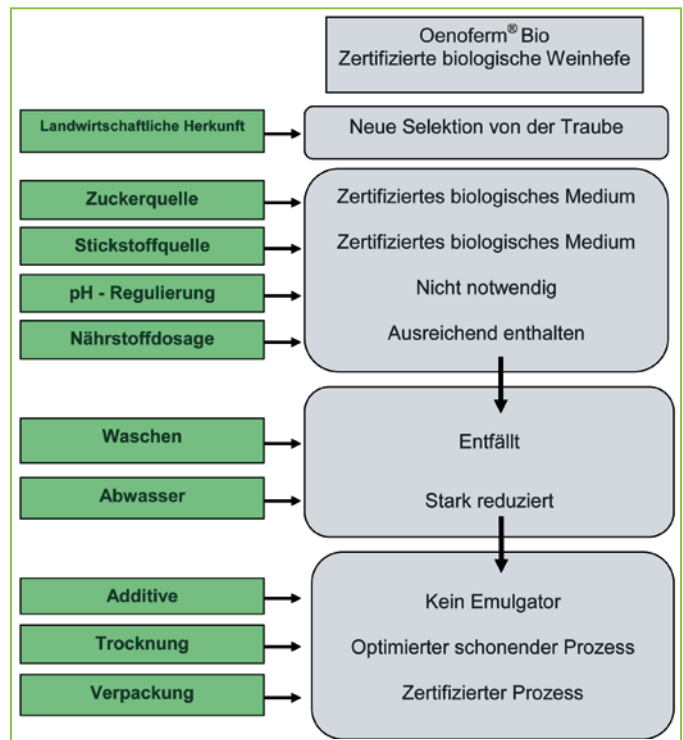 Oenoferm® Bio
Zertifizierte biologische Weinhefe
Landwirtschaftliche Herkunft
Neue Selektion von der Traube
Zuckerquelle
Zertifiziertes biologisches Medium
Stickstoffquelle
Zertifiziertes biologisches Medium
pH - Regulierung
Nicht notwendig
Nährstoffdosage
Ausreichend enthalten
Waschen
Entfällt
Abwasser
Stark reduziert
Additive
Kein Emulgator
Trocknung
Optimierter schonender Prozess
Verpackung
Zertifizierter Prozess